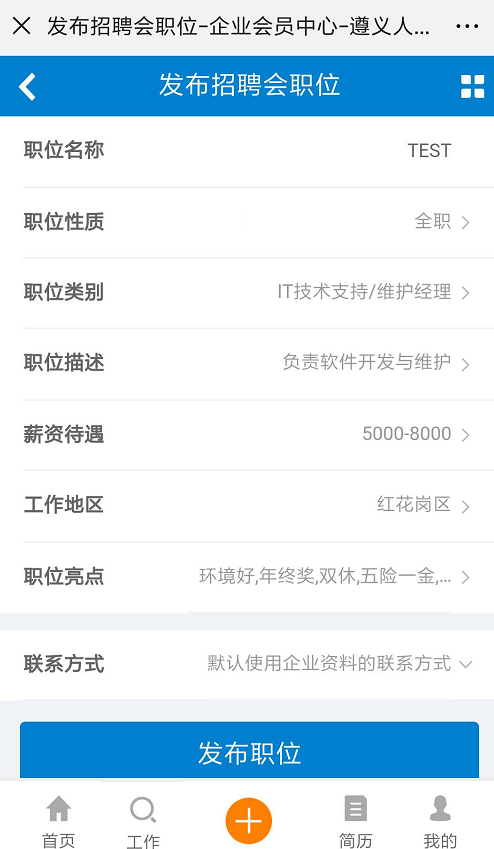 发布招聘会职位-企业会员中心-遵义人...
发布招聘会职位
职位名称 TEST
职位性质 全职
职位类别 IT技术支持/维护经理
职位描述 负责软件开发与维护
薪资待遇 5000-8000
工作地区 红花岗区
职位亮点 环境好,年终奖,双休,五险一金,...
联系方式 默认使用企业资料的联系方式
发布职位
首页 工作 简历 我的